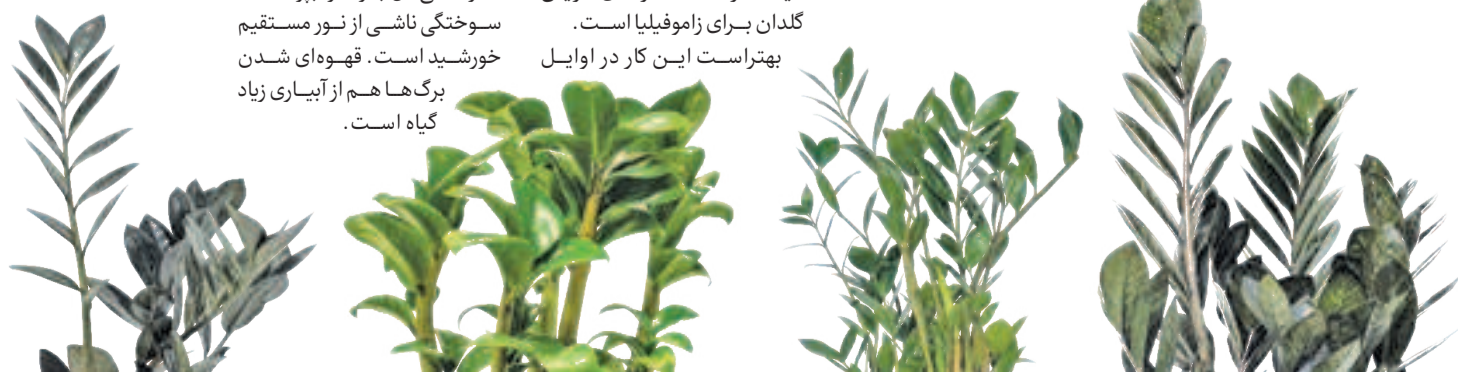 گلدان برای زاموفیلیا است.
بهتراست این کار در اوایل
سوختگی ناشی از نور مستقیم
خورشید است. قهوه‌ای شدن
برگ‌ها هم از آبیاری زیاد
گیاه است.